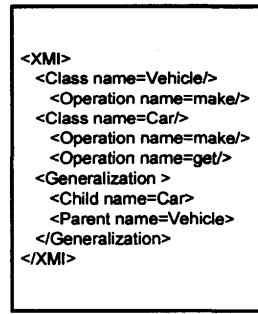 <XMI>
<Class name=Vehicle/>
<Operation name=make/>
<Class name=Car/>
<Operation name=make/>
<Operation name=get/>
<Generalization >
<Child name=Car>
<Parent name=Vehicle>
</Generalization>
</XMI>